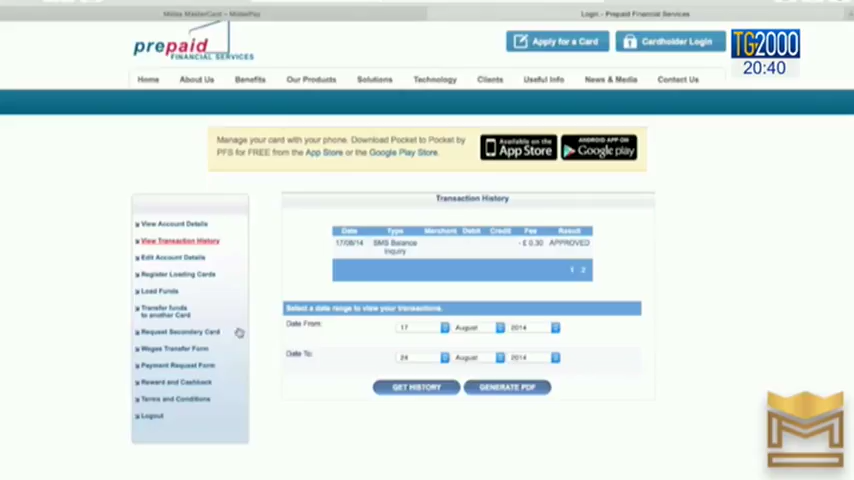 Midas MasterCard - MidasPay
Login - Prepaid Financial Services
prepaid
FINANCIAL SERVICES
Apply for a Card
Cardholder Login
TG2000
20:40
Home About Us Benefits Our Products Solutions Technology Clients Useful Info News & Media Contact Us
Manage your card with your phone. Download Pocket to Pocket by
PFS for FREE from the App Store or the Google Play Store.
Available on the
App Store
ANDROID APP ON
Google play
View Account Details
View Transaction History
Edit Account Details
Register Loading Cards
Load Funds
Transfer funds
to another Card
Request Secondary Card
Wages Transfer Form
Payment Request Form
Reward and Cashback
Terms and Conditions
Logout
Transaction History
Date Type Merchant Debit Credit Fee Result
17/08/14 SMS Balance - £ 0.30 APPROVED
Inquiry
1 2
Select a date range to view your transactions.
Date From: 17 August 2014
Date To: 24 August 2014
GET HISTORY GENERATE PDF